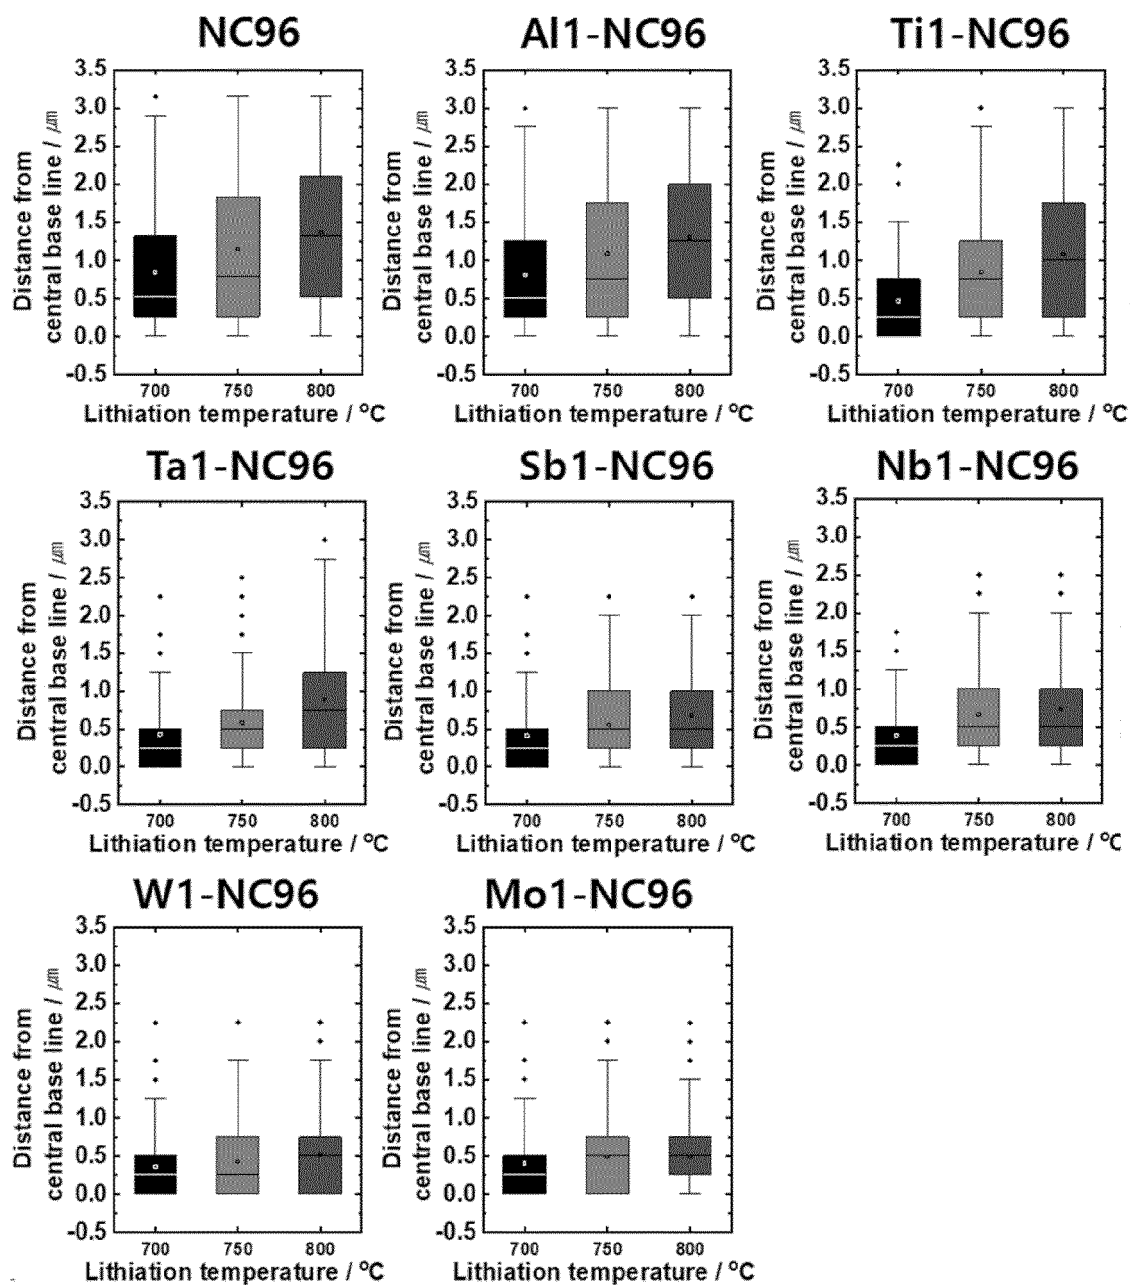 NC96
Al1-NC96
Ti1-NC96
Distance from
central base line / μm
3.5
3.0
2.5
2.0
1.5
1.0
0.5
0.0
-0.5
700 750 800
Lithiation temperature / °C
Distance from
central base line / μm
3.5
3.0
2.5
2.0
1.5
1.0
0.5
0.0
-0.5
700 750 800
Lithiation temperature / °C
Distance from
central base line / μm
3.5
3.0
2.5
2.0
1.5
1.0
0.5
0.0
-0.5
700 750 800
Lithiation temperature / °C
Ta1-NC96
Sb1-NC96
Nb1-NC96
Distance from
central base line / μm
3.5
3.0
2.5
2.0
1.5
1.0
0.5
0.0
-0.5
700 750 800
Lithiation temperature / °C
Distance from
central base line / μm
3.5
3.0
2.5
2.0
1.5
1.0
0.5
0.0
-0.5
700 750 800
Lithiation temperature / °C
Distance from
central base line / μm
3.5
3.0
2.5
2.0
1.5
1.0
0.5
0.0
-0.5
700 750 800
Lithiation temperature / °C
W1-NC96
Mo1-NC96
Distance from
central base line / μm
3.5
3.0
2.5
2.0
1.5
1.0
0.5
0.0
-0.5
700 750 800
Lithiation temperature / °C
Distance from
central base line / μm
3.5
3.0
2.5
2.0
1.5
1.0
0.5
0.0
-0.5
700 750 800
Lithiation temperature / °C